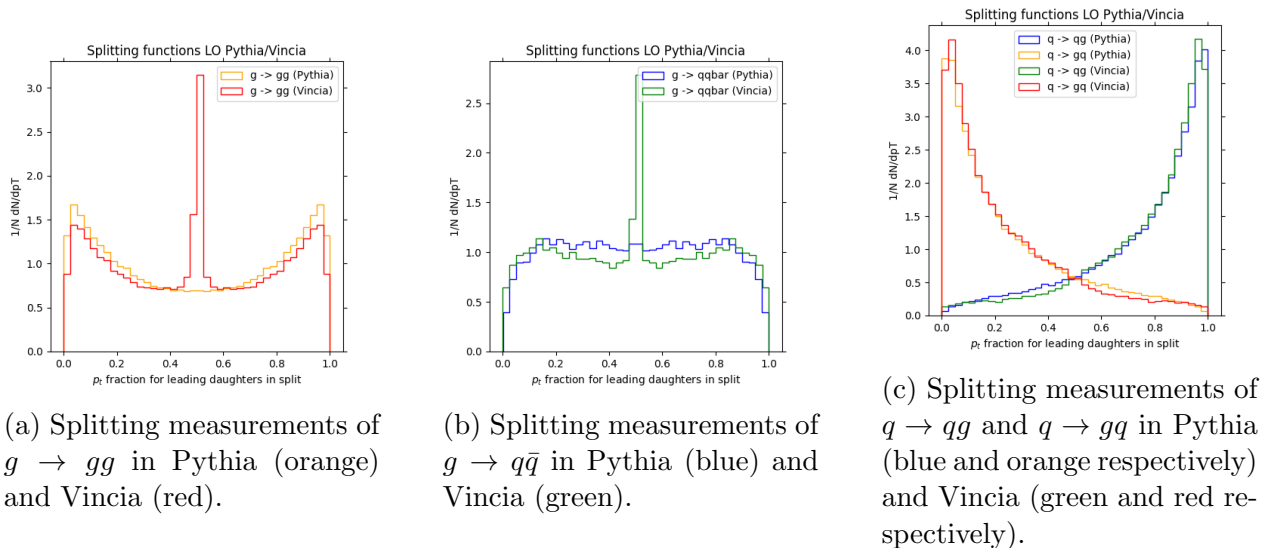 Splitting functions LO Pythia/Vincia
g -> gg (Pythia)
g -> gg (Vincia)
1/N dN/dpT
3.0
2.5
2.0
1.5
1.0
0.5
0.0
0.0 0.2 0.4 0.6 0.8 1.0
p_t fraction for leading daughters in split
(a) Splitting measurements of
g → gg in Pythia (orange)
and Vincia (red).
Splitting functions LO Pythia/Vincia
g -> qqbar (Pythia)
g -> qqbar (Vincia)
1/N dN/dpT
2.5
2.0
1.5
1.0
0.5
0.0
0.0 0.2 0.4 0.6 0.8 1.0
p_t fraction for leading daughters in split
(b) Splitting measurements of
g → qq̄ in Pythia (blue) and
Vincia (green).
Splitting functions LO Pythia/Vincia
q -> qg (Pythia)
q -> gq (Pythia)
q -> qg (Vincia)
q -> gq (Vincia)
1/N dN/dpT
4.0
3.5
3.0
2.5
2.0
1.5
1.0
0.5
0.0
0.0 0.2 0.4 0.6 0.8 1.0
p_t fraction for leading daughters in split
(c) Splitting measurements of
q → qg and q → gq in Pythia
(blue and orange respectively)
and Vincia (green and red re-
spectively).